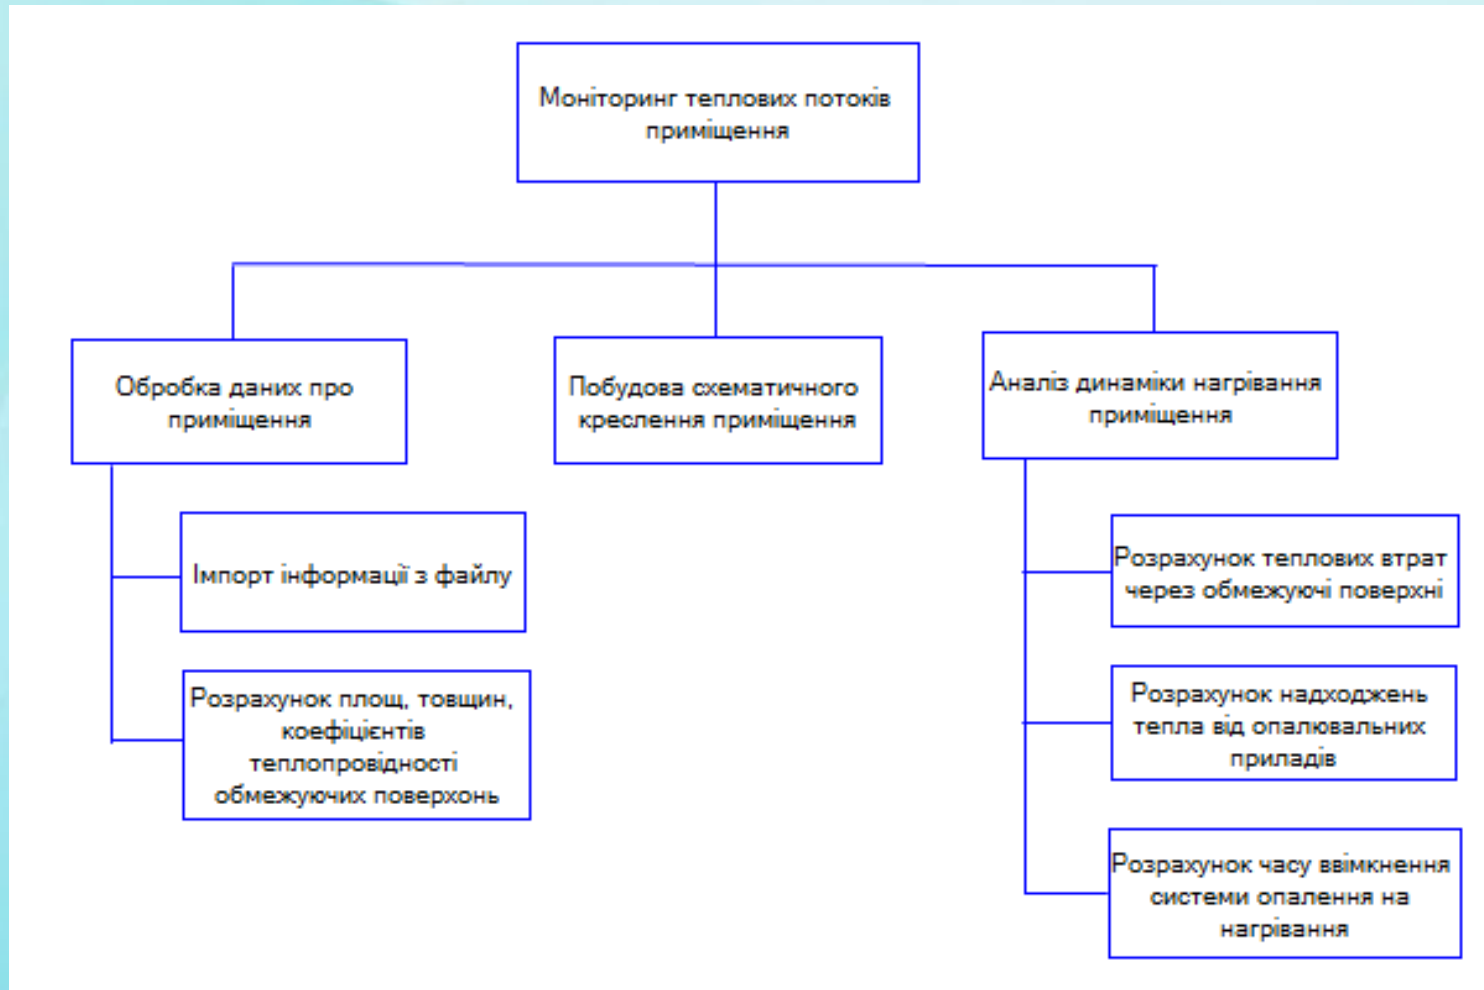 Моніторинг теплових потоків
приміщення
Обробка даних про
приміщення
Побудова схематичного
креслення приміщення
Аналіз динаміки нагрівання
приміщення
Імпорт інформації з файлу
Розрахунок площ, товщин,
коефіцієнтів
теплопровідності
обмежуючих поверхонь
Розрахунок теплових втрат
через обмежуючі поверхні
Розрахунок надходжень
тепла від опалювальних
приладів
Розрахунок часу ввімкнення
системи опалення на
нагрівання